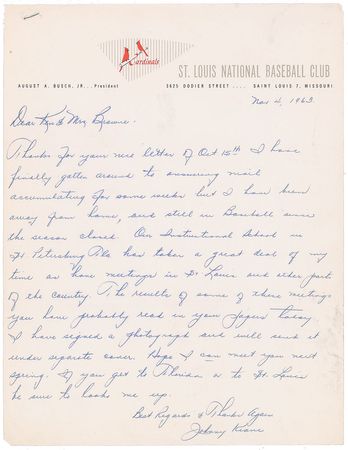 Cardinals
ST. LOUIS NATIONAL BASEBALL CLUB
AUGUST A. BUSCH, JR... President
3625 DODIER STREET .... SAINT LOUIS 7, MISSOURI
Nov 2, 1963
Dear Ken & Mrs Browne.
Thanks for your nice letter of Oct 15th I have
finally gotten around to answering mail
accumulating for some weeks but I have been
away from home, and still in Baseball since
the season closed. Our Instructional School in
St Petersburg Fla has taken a great deal of my
time as have meetings in St Louis and other part
of the country. The results of some of these meetings
you have probably read in your papers today.
I have signed a photograph and will send it
under separate cover. Hope I can meet you next
spring. If you get to Florida or to St. Louis
be sure to look me up.
Best Regards & Thanks Again
Johnny Keane